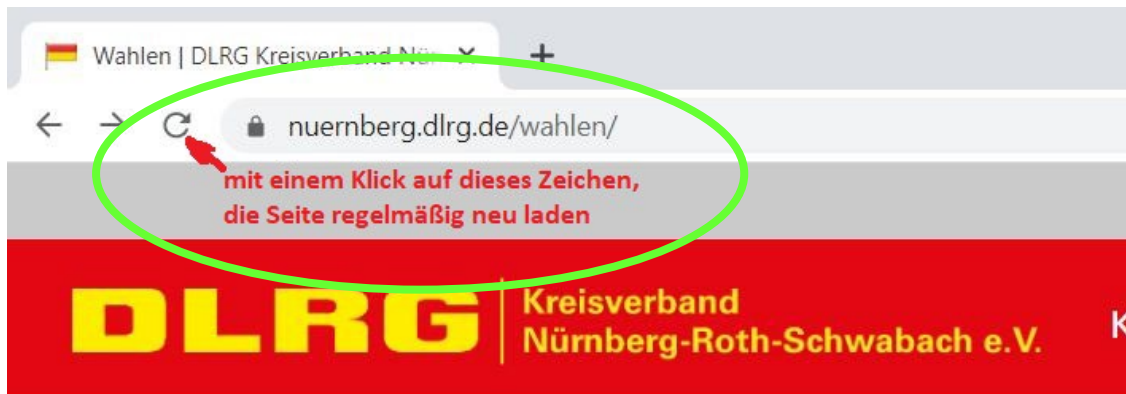 Wahlen | DLRG Kreisverband Nür
nuernberg.dlrg.de/wahlen/
mit einem Klick auf dieses Zeichen,
die Seite regelmäßig neu laden
DLRG
Kreisverband
Nürnberg-Roth-Schwabach e.V.
K